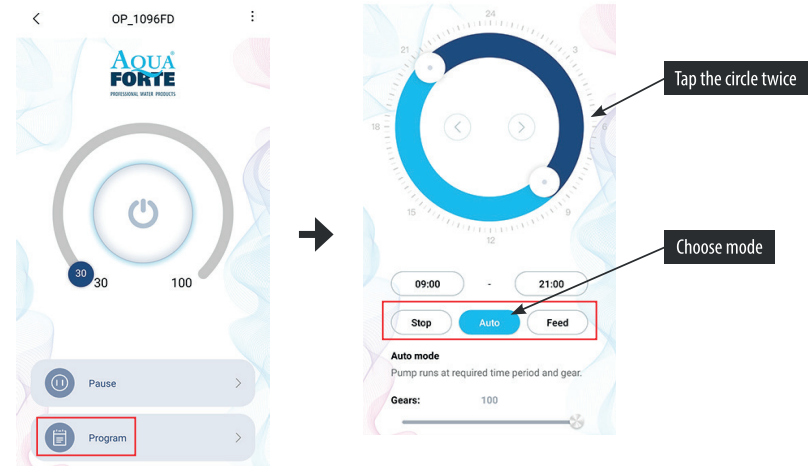 OP_1096FD
AQUA
FORTE
PROFESSIONAL WATER PRODUCTS
30
30
100
Pause
Program
24
21
3
18
6
15
9
12
09:00 - 21:00
Stop Auto Feed
Auto mode
Pump runs at required time period and gear.
Gears: 100
Tap the circle twice
Choose mode